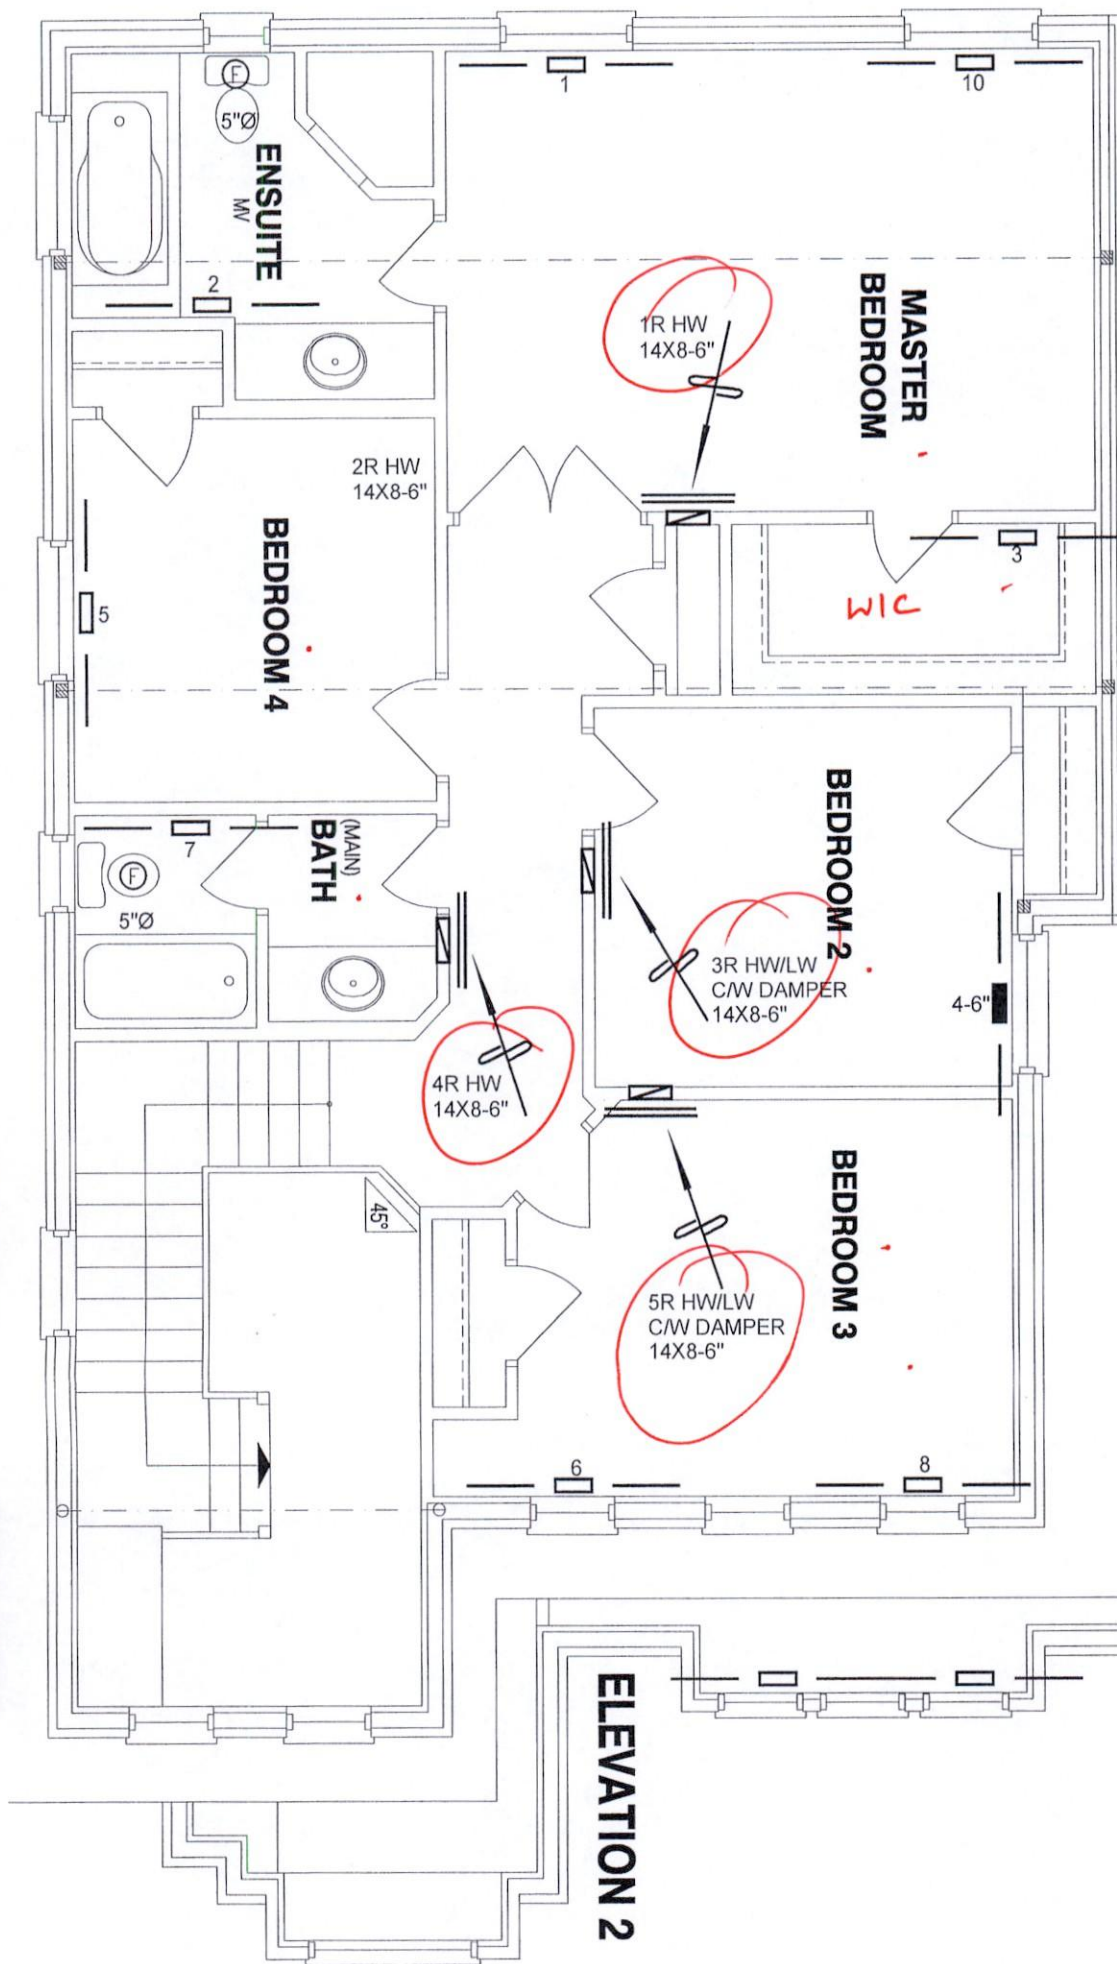 1
10
F
5"Ø
ENSUITE
MV
2
MASTER
BEDROOM
1R HW
14X8-6"
2R HW
14X8-6"
3
WIC
BEDROOM 4
5
BEDROOM 2
(MAIN)
BATH
7
F
5"Ø
3R HW/LW
C/W DAMPER
14X8-6"
4-6"
4R HW
14X8-6"
45°
BEDROOM 3
5R HW/LW
C/W DAMPER
14X8-6"
6
8
ELEVATION 2